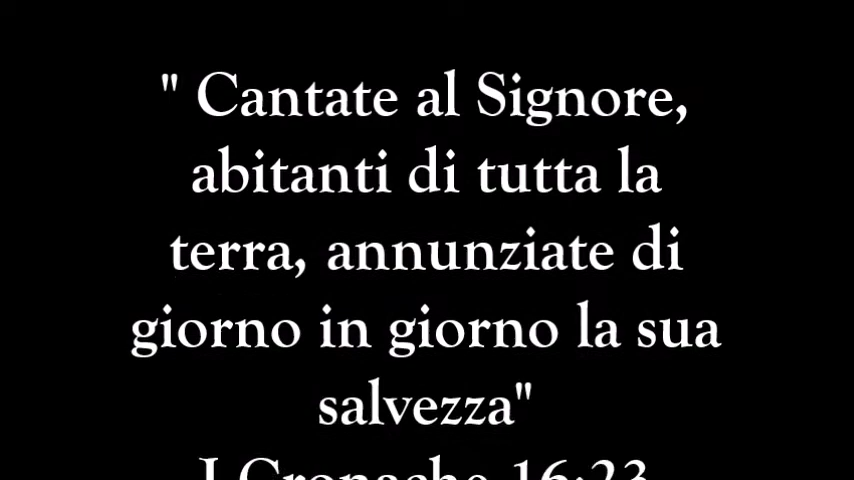 " Cantate al Signore,
abitanti di tutta la
terra, annunziate di
giorno in giorno la sua
salvezza"
I Cronache 16:23